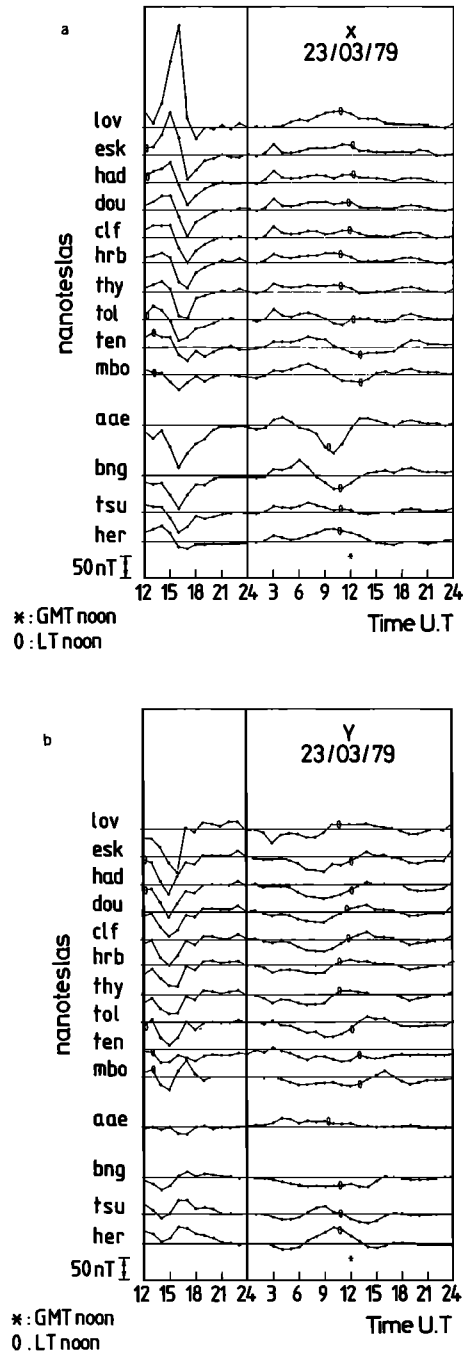 a
X
23/03/79
lov
esk
had
dou
clf
hrb
thy
tol
ten
mbo
aae
bng
tsu
her
nanoteslas
50nT
12 15 18 21 24 3 6 9 12 15 18 21 24
*
*: GMT noon
0: LT noon
Time U.T
b
Y
23/03/79
lov
esk
had
dou
clf
hrb
thy
tol
ten
mbo
aae
bng
tsu
her
nanoteslas
50nT
12 15 18 21 24 3 6 9 12 15 18 21 24
*
*: GMT noon
0. LT noon
Time U.T